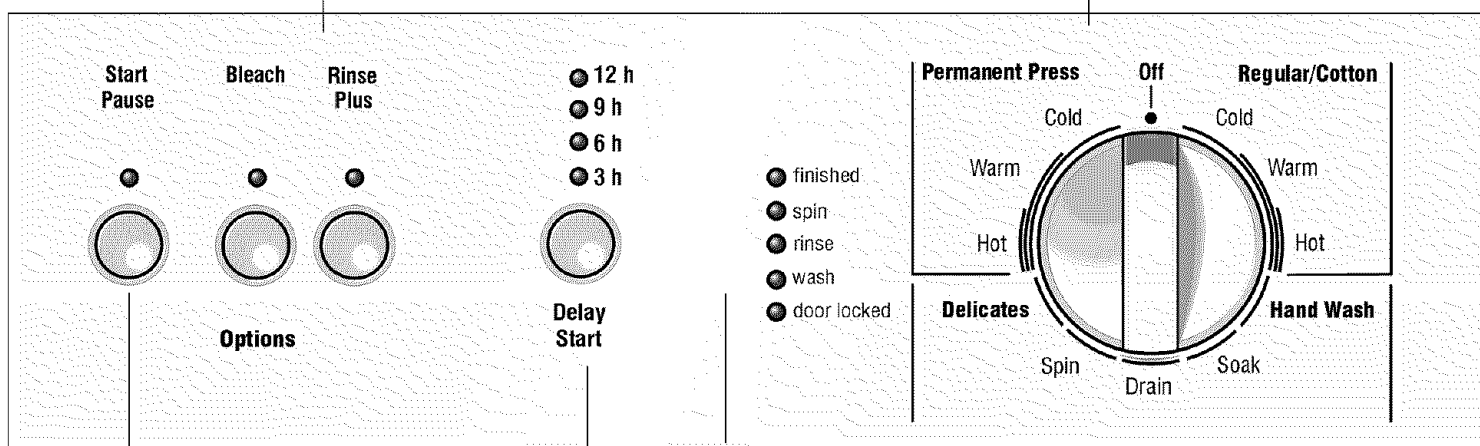 Start
Pause
Bleach
Rinse
Plus
Options
12 h
9 h
6 h
3 h
Delay
Start
finished
spin
rinse
wash
door locked
Permanent Press
Off
Regular/Cotton
Cold
Cold
Warm
Warm
Hot
Hot
Delicates
Hand Wash
Spin
Drain
Soak